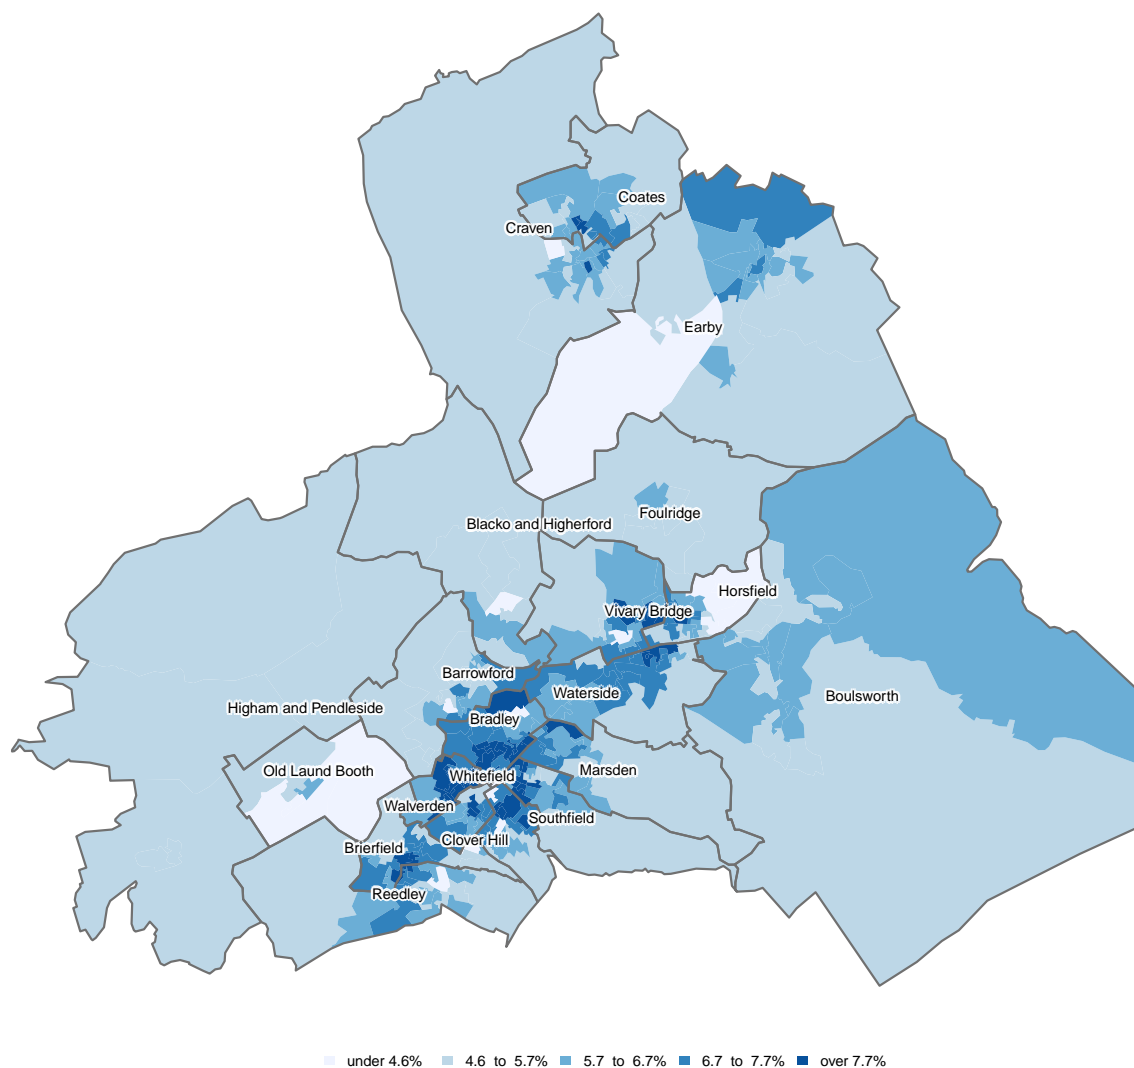 Coates
Craven
Earby
Foulridge
Blacko and Higherford
Horsfield
Vivary Bridge
Barrowford
Waterside
Boulsworth
Higham and Pendleside
Bradley
Old Laund Booth
Whitefield
Marsden
Walverden
Southfield
Clover Hill
Brierfield
Reedley
under 4.6% 4.6 to 5.7% 5.7 to 6.7% 6.7 to 7.7% over 7.7%